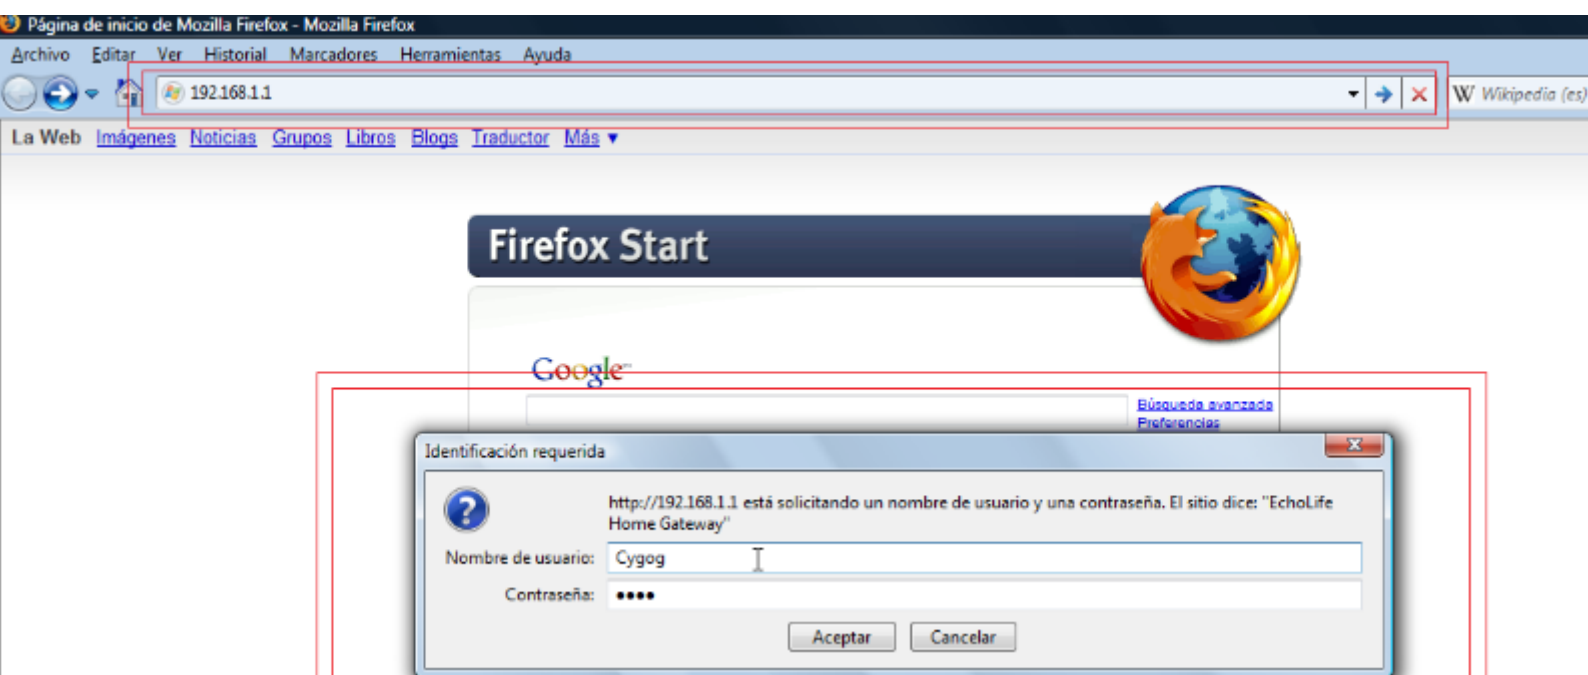 Página de inicio de Mozilla Firefox - Mozilla Firefox
Archivo Editar Ver Historial Marcadores Herramientas Ayuda
192.168.1.1 W Wikipedia (es)
La Web Imágenes Noticias Grupos Libros Blogs Traductor Más ▼
Firefox Start
Google
Búsqueda avanzada
Preferencias
Identificación requerida
http://192.168.1.1 está solicitando un nombre de usuario y una contraseña. El sitio dice: "EchoLife
Home Gateway"
Nombre de usuario: Cygog
Contraseña: ••••
Aceptar Cancelar